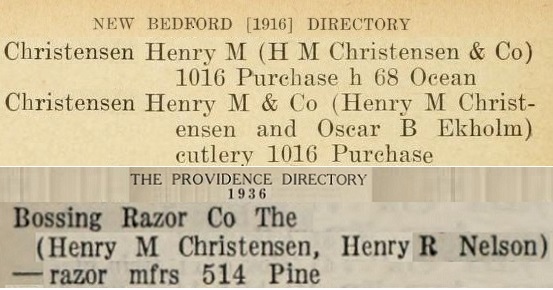 NEW BEDFORD [1916] DIRECTORY
Christensen Henry M (H M Christensen & Co)
1016 Purchase h 68 Ocean
Christensen Henry M & Co (Henry M Christ-
ensen and Oscar B Ekholm)
cutlery 1016 Purchase
THE PROVIDENCE DIRECTORY
1936
Bossing Razor Co The
(Henry M Christensen, Henry R Nelson)
—razor mfrs 514 Pine